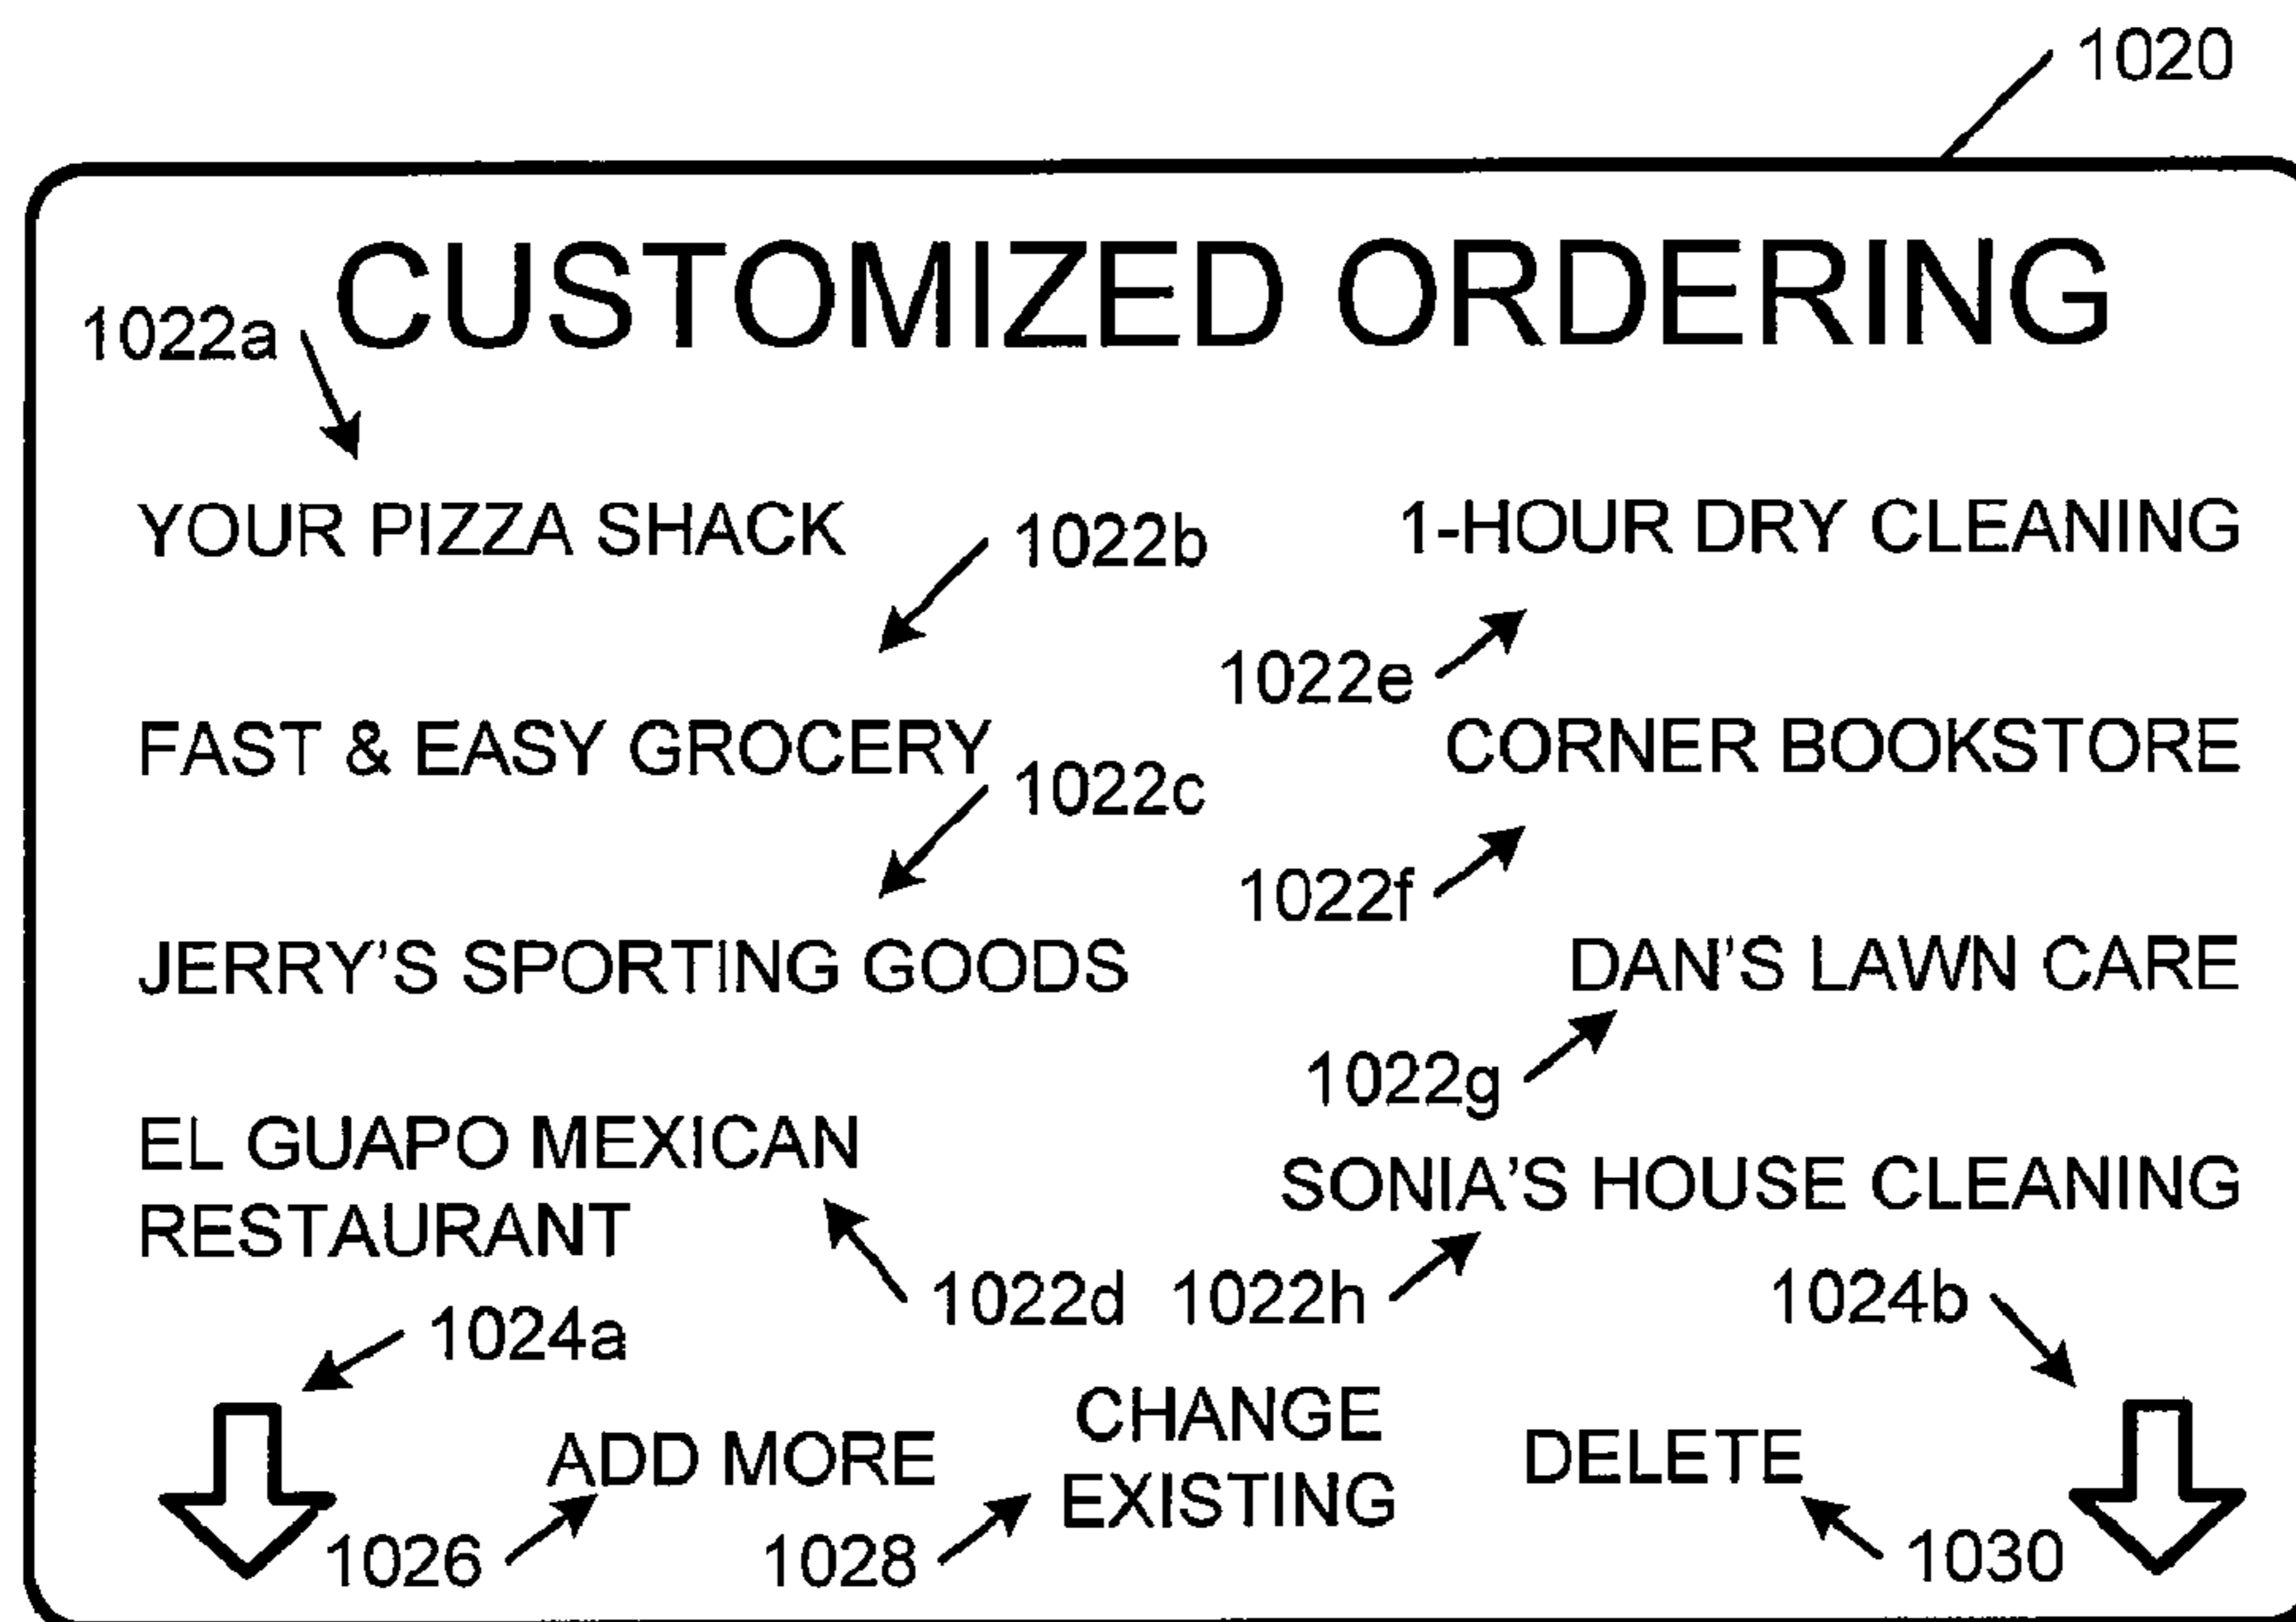 1020
CUSTOMIZED ORDERING
1022a
YOUR PIZZA SHACK
1022b
1-HOUR DRY CLEANING
1022e
FAST & EASY GROCERY
CORNER BOOKSTORE
1022c
1022f
JERRY'S SPORTING GOODS
DAN'S LAWN CARE
1022g
EL GUAPO MEXICAN
RESTAURANT
SONIA'S HOUSE CLEANING
1022d
1022h
1024b
1024a
ADD MORE
CHANGE
EXISTING
DELETE
1026
1028
1030